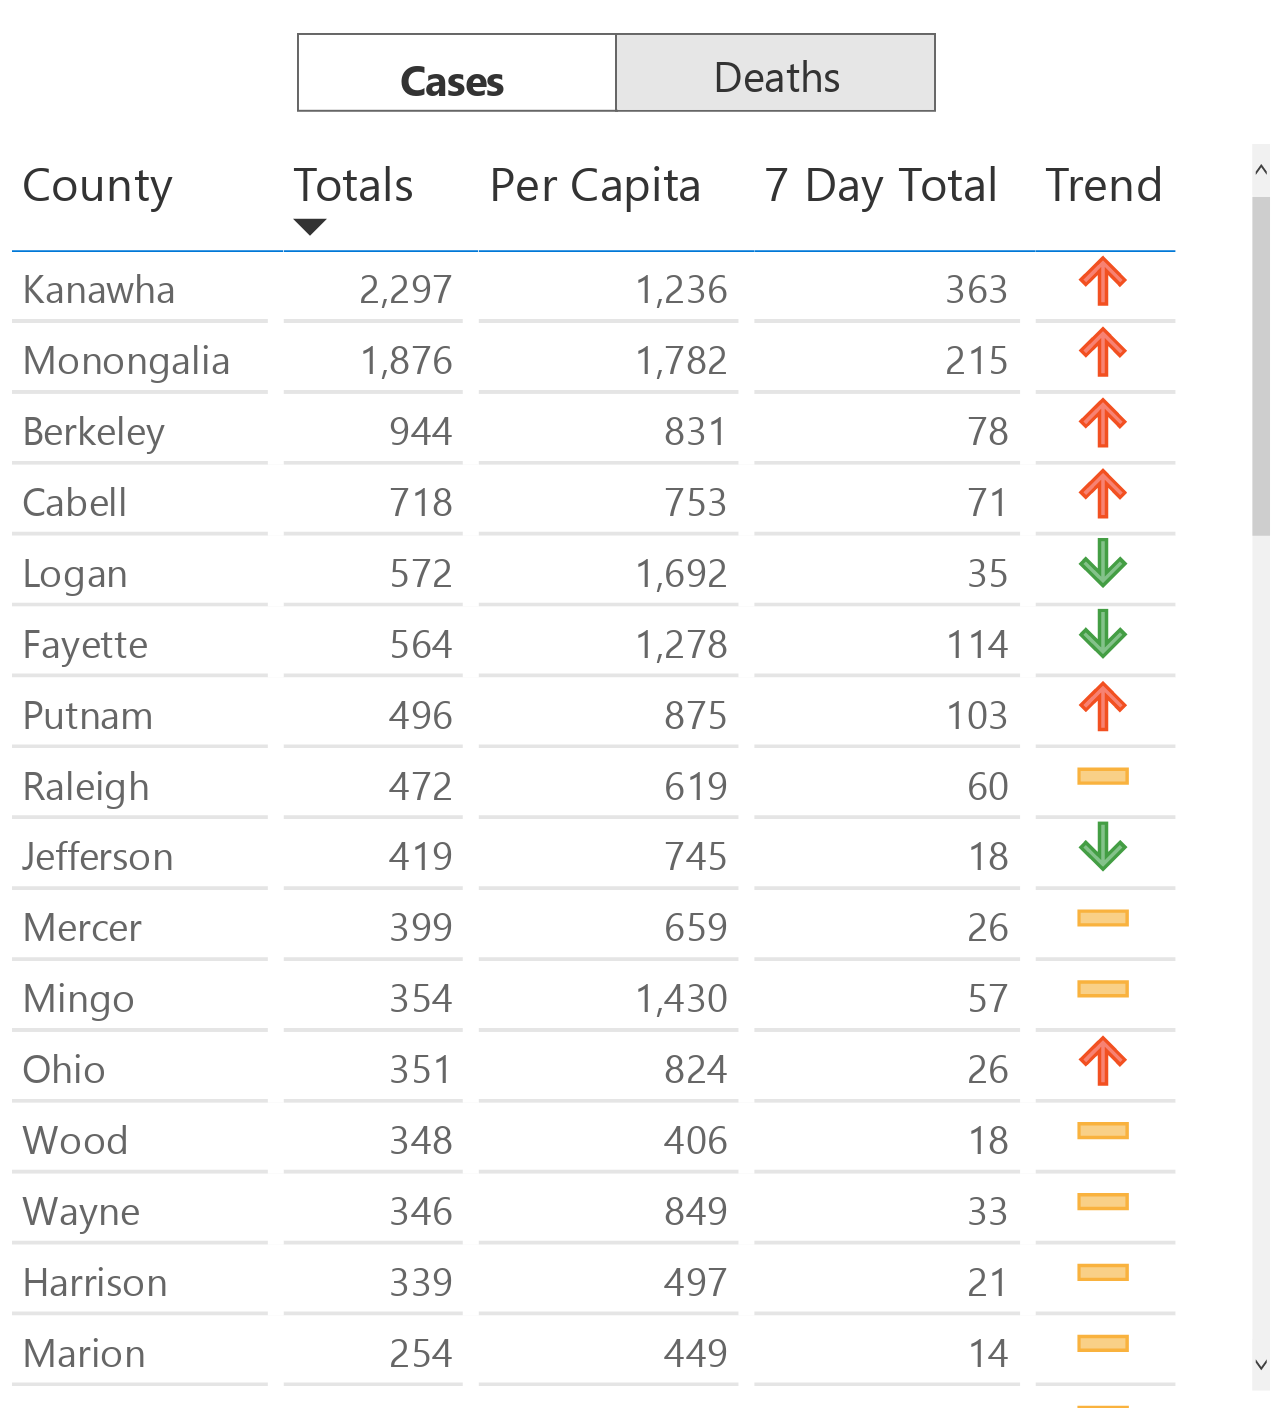 Cases Deaths
County Totals Per Capita 7 Day Total Trend
Kanawha 2,297 1,236 363
Monongalia 1,876 1,782 215
Berkeley 944 831 78
Cabell 718 753 71
Logan 572 1,692 35
Fayette 564 1,278 114
Putnam 496 875 103
Raleigh 472 619 60
Jefferson 419 745 18
Mercer 399 659 26
Mingo 354 1,430 57
Ohio 351 824 26
Wood 348 406 18
Wayne 346 849 33
Harrison 339 497 21
Marion 254 449 14